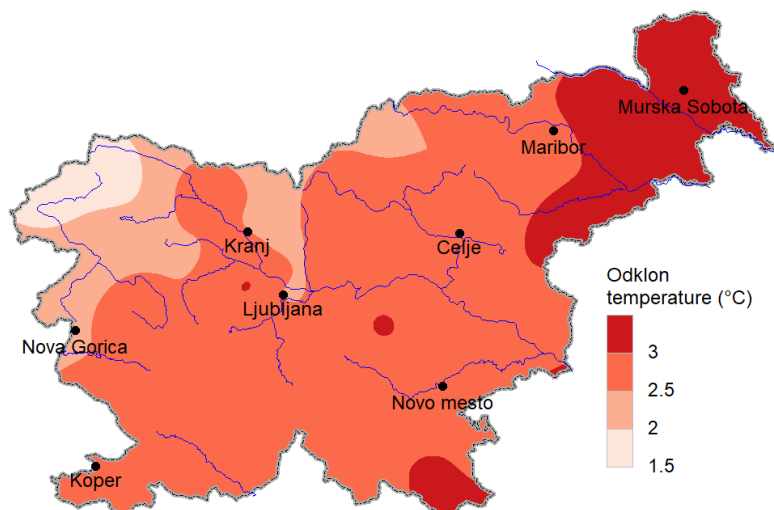 Murska Sobota
Maribor
Kranj
Celje
Ljubljana
Nova Gorica
Novo mesto
Koper
Odklon
temperature (°C)
3
2.5
2
1.5